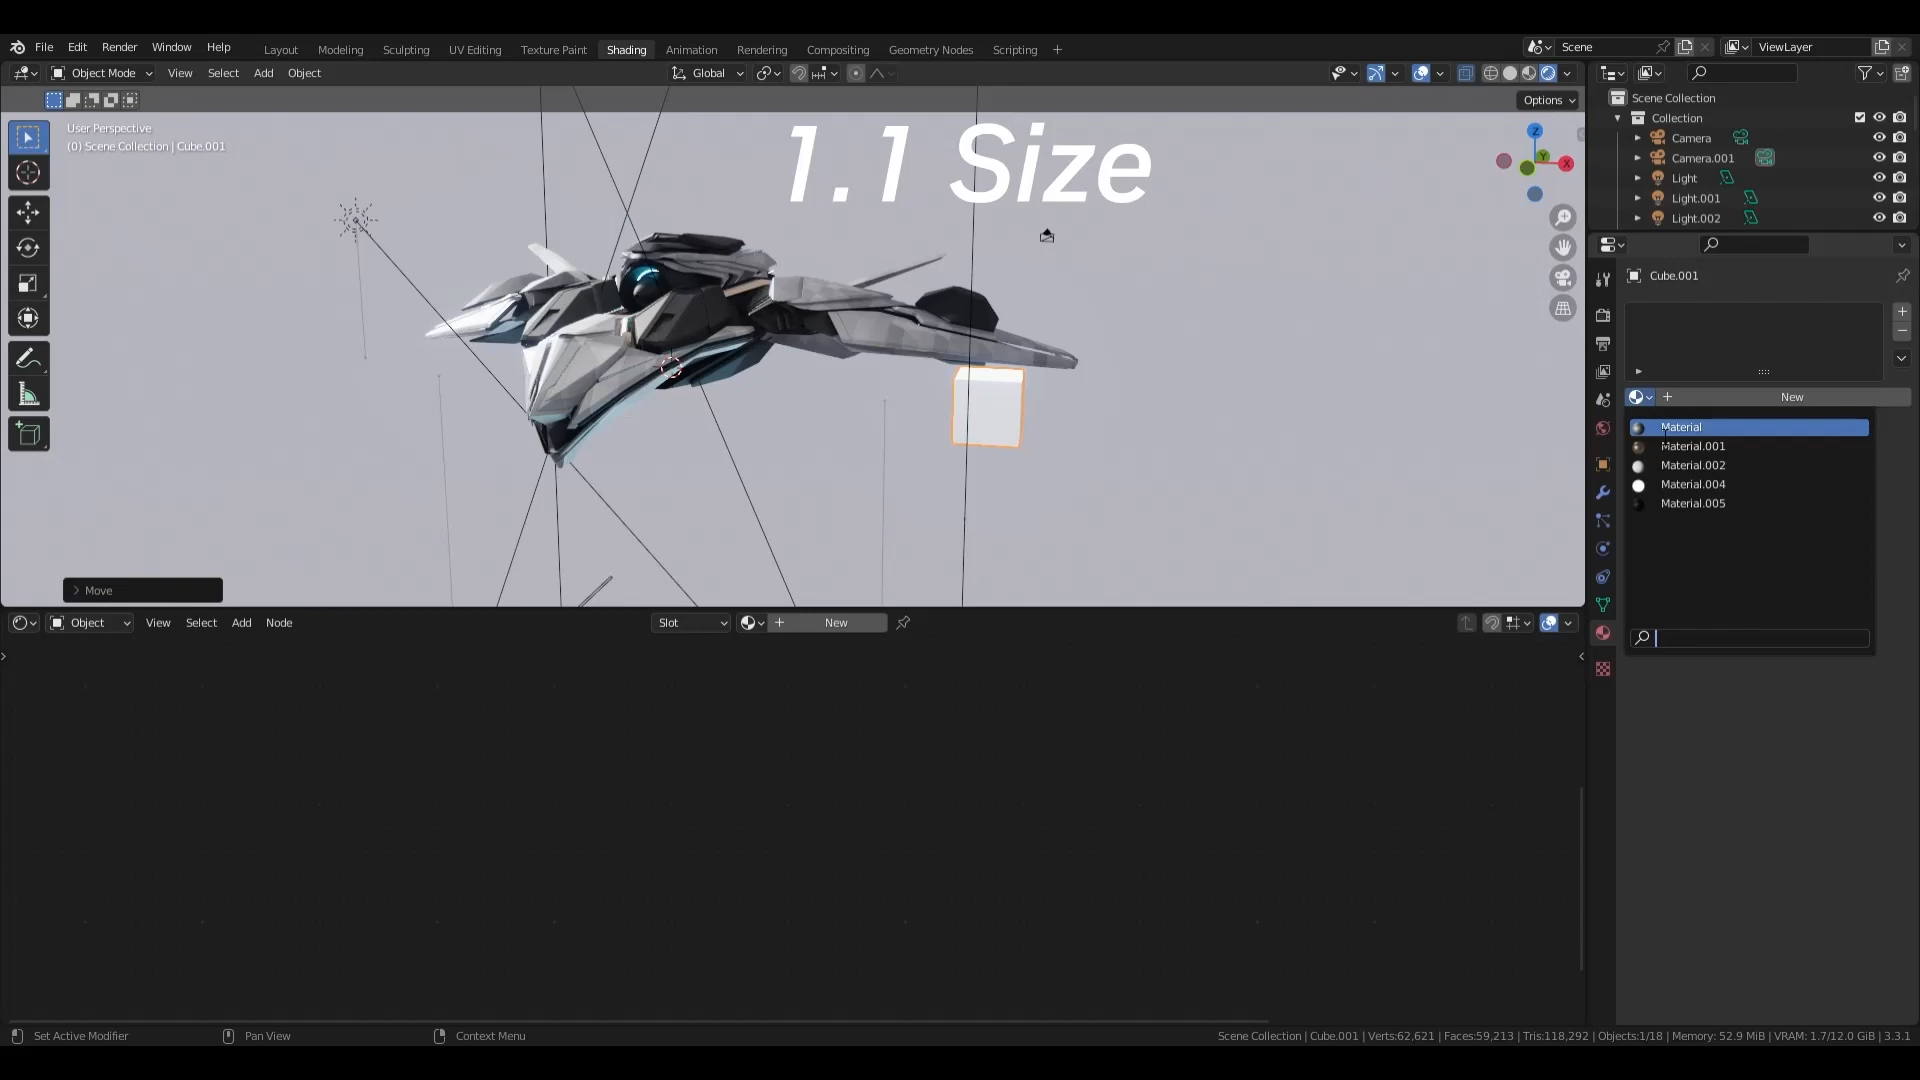 File Edit Render Window Help
Layout Modeling Sculpting UV Editing Texture Paint Shading Animation Rendering Compositing Geometry Nodes Scripting +
Scene
ViewLayer
Object Mode View Select Add Object
Global
Options
User Perspective
(0) Scene Collection | Cube.001
1.1 Size
Z
Y
X
Scene Collection
Collection
Camera
Camera.001
Light
Light.001
Light.002
Cube.001
New
Material
Material.001
Material.002
Material.004
Material.005
Move
Object View Select Add Node
Slot
New
Set Active Modifier
Pan View
Context Menu
Scene Collection | Cube.001 | Verts:62,621 | Faces:59,213 | Tris:118,292 | Objects:1/18 | Memory: 52.9 MiB | VRAM: 1.7/12.0 GiB | 3.3.1